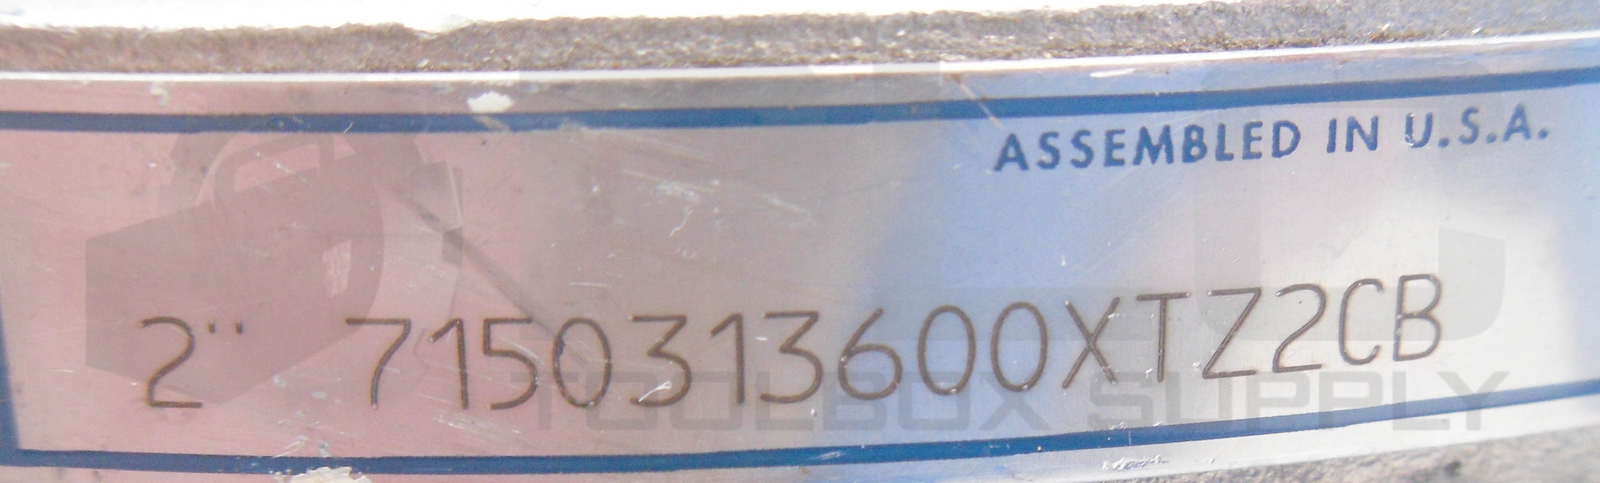 ASSEMBLED IN U.S.A.
2" 7150313600XTZ2CB
TOOLBOX SUPPLY